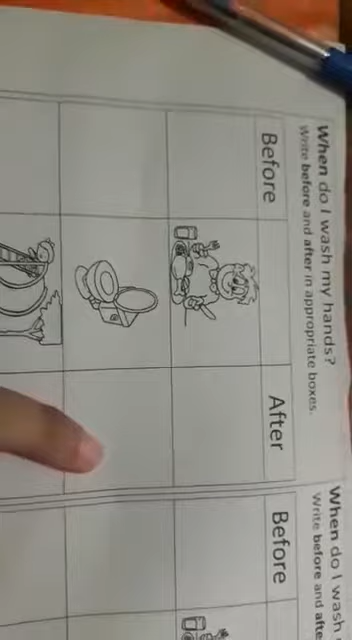 When do I wash my hands?
Write before and after in appropriate boxes.
Before
After
When do I wash
Write before and afte
Before